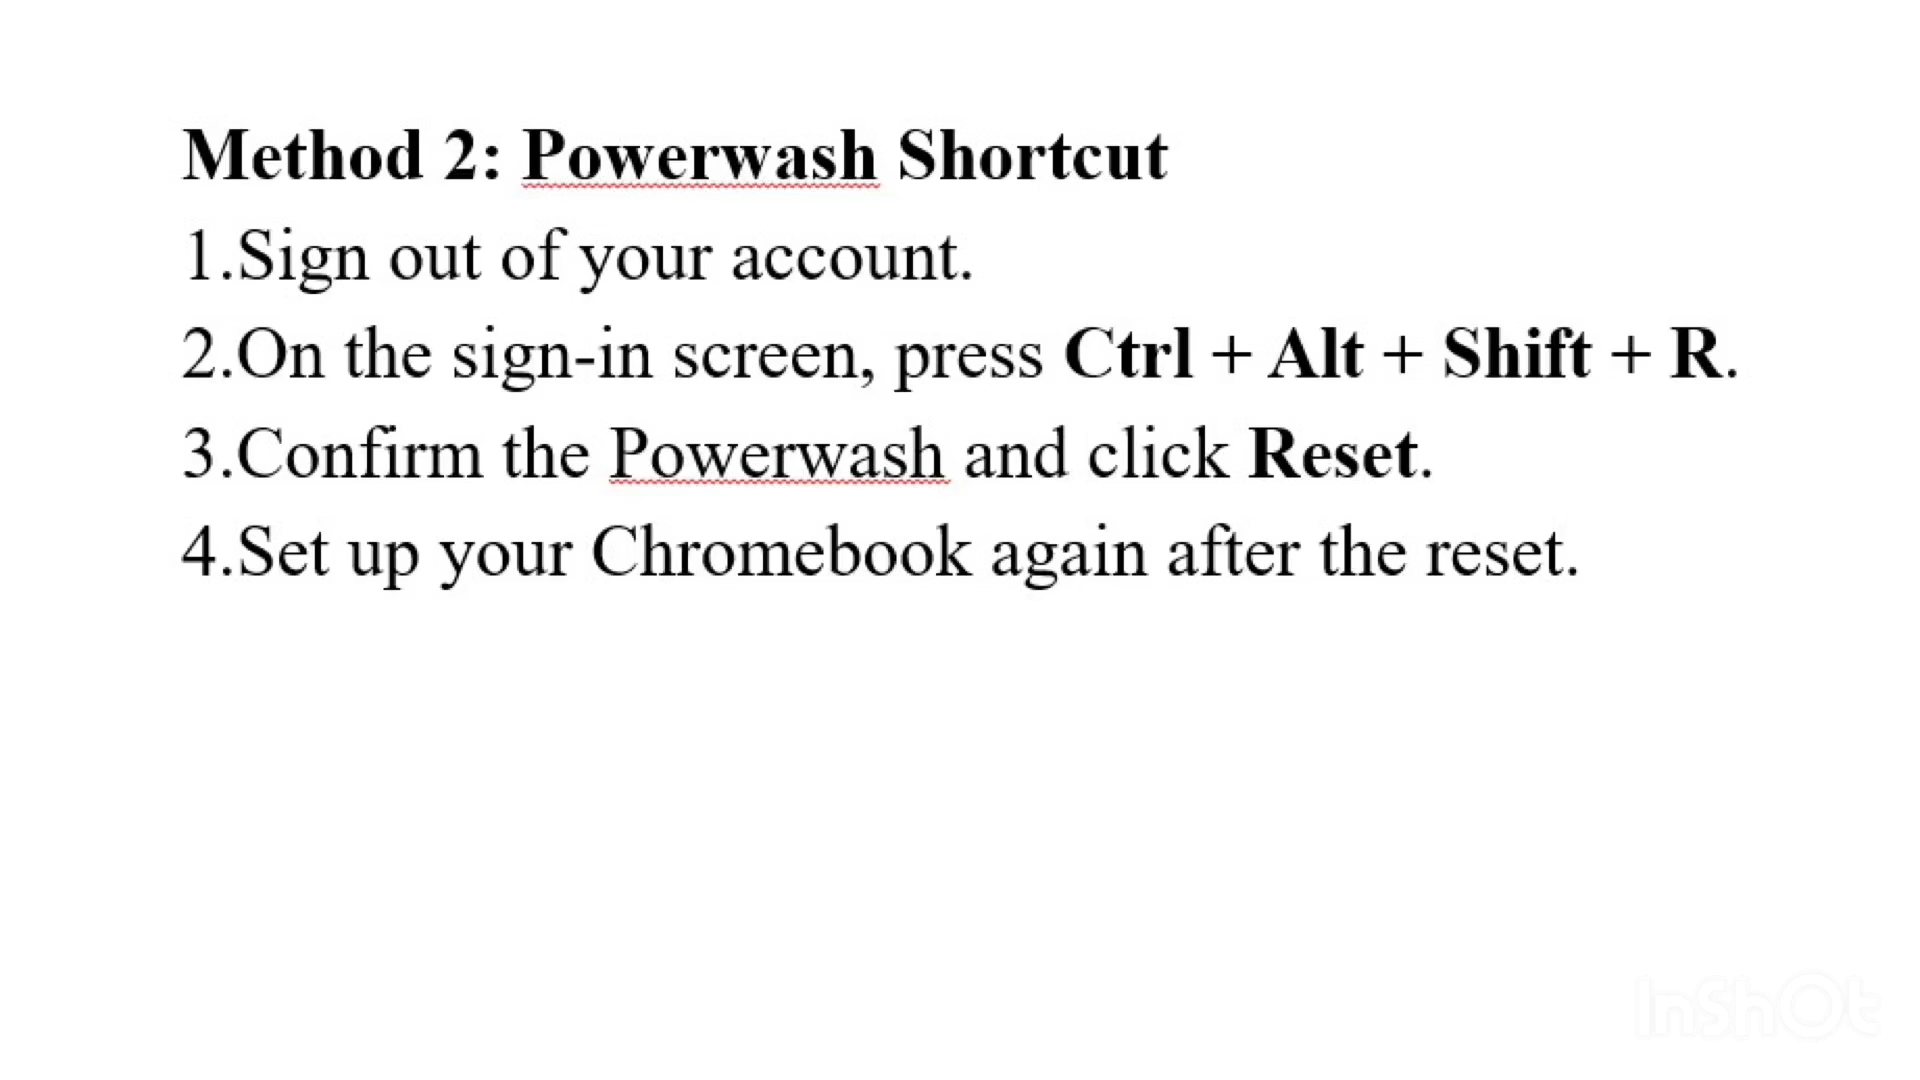 Method 2: Powerwash Shortcut
1.Sign out of your account.
2.On the sign-in screen, press Ctrl + Alt + Shift + R.
3.Confirm the Powerwash and click Reset.
4.Set up your Chromebook again after the reset.
InShOt